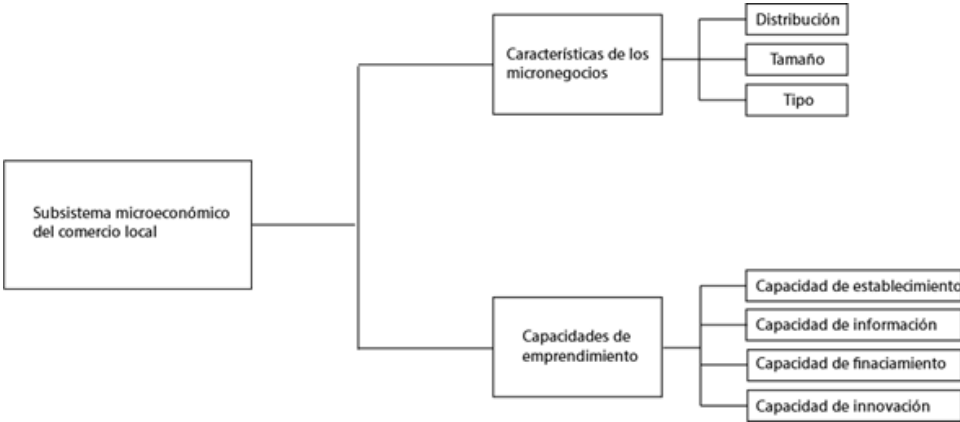 Subsistema microeconómico
del comercio local
Características de los
micronegocios
Distribución
Tamaño
Tipo
Capacidades de
emprendimiento
Capacidad de establecimiento
Capacidad de información
Capacidad de finaciamiento
Capacidad de innovación